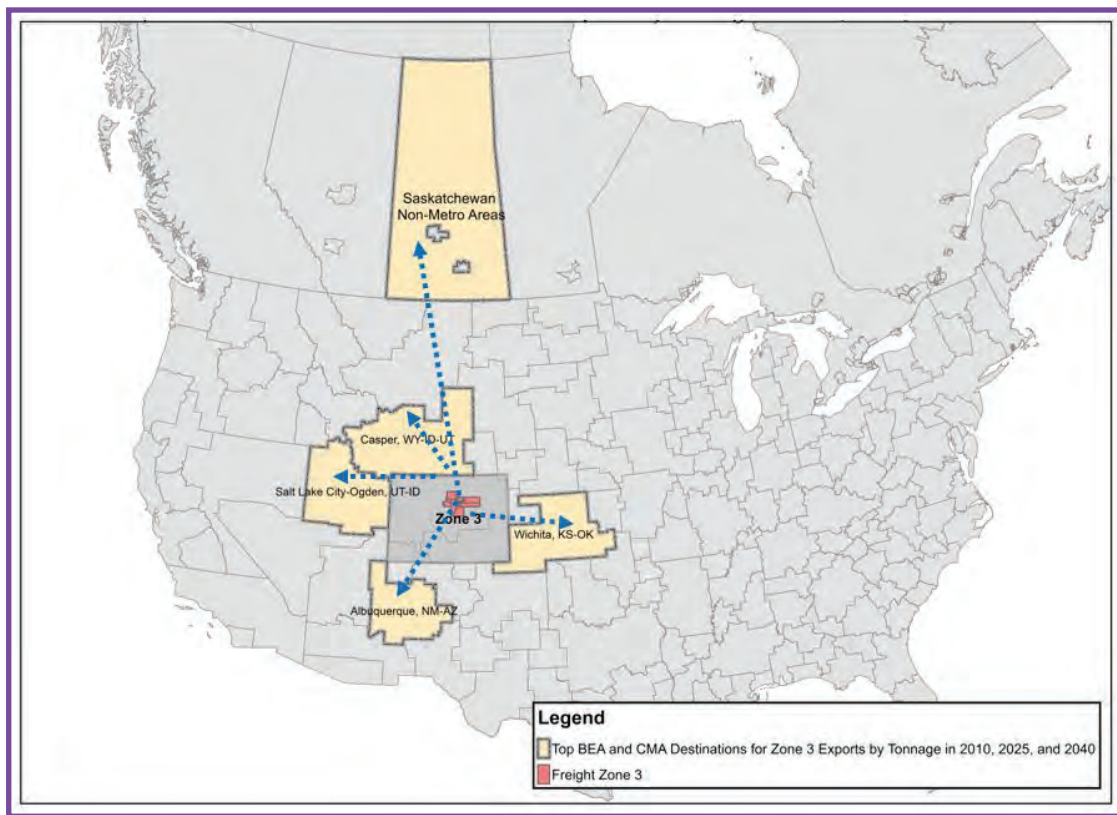 Saskatchewan
Non-Metro Areas
Casper, WY-ID-UT
Salt Lake City-Ogden, UT-ID
Zone 3
Wichita, KS-OK
Albuquerque, NM-AZ
Legend
Top BEA and CMA Destinations for Zone 3 Exports by Tonnage in 2010, 2025, and 2040
Freight Zone 3